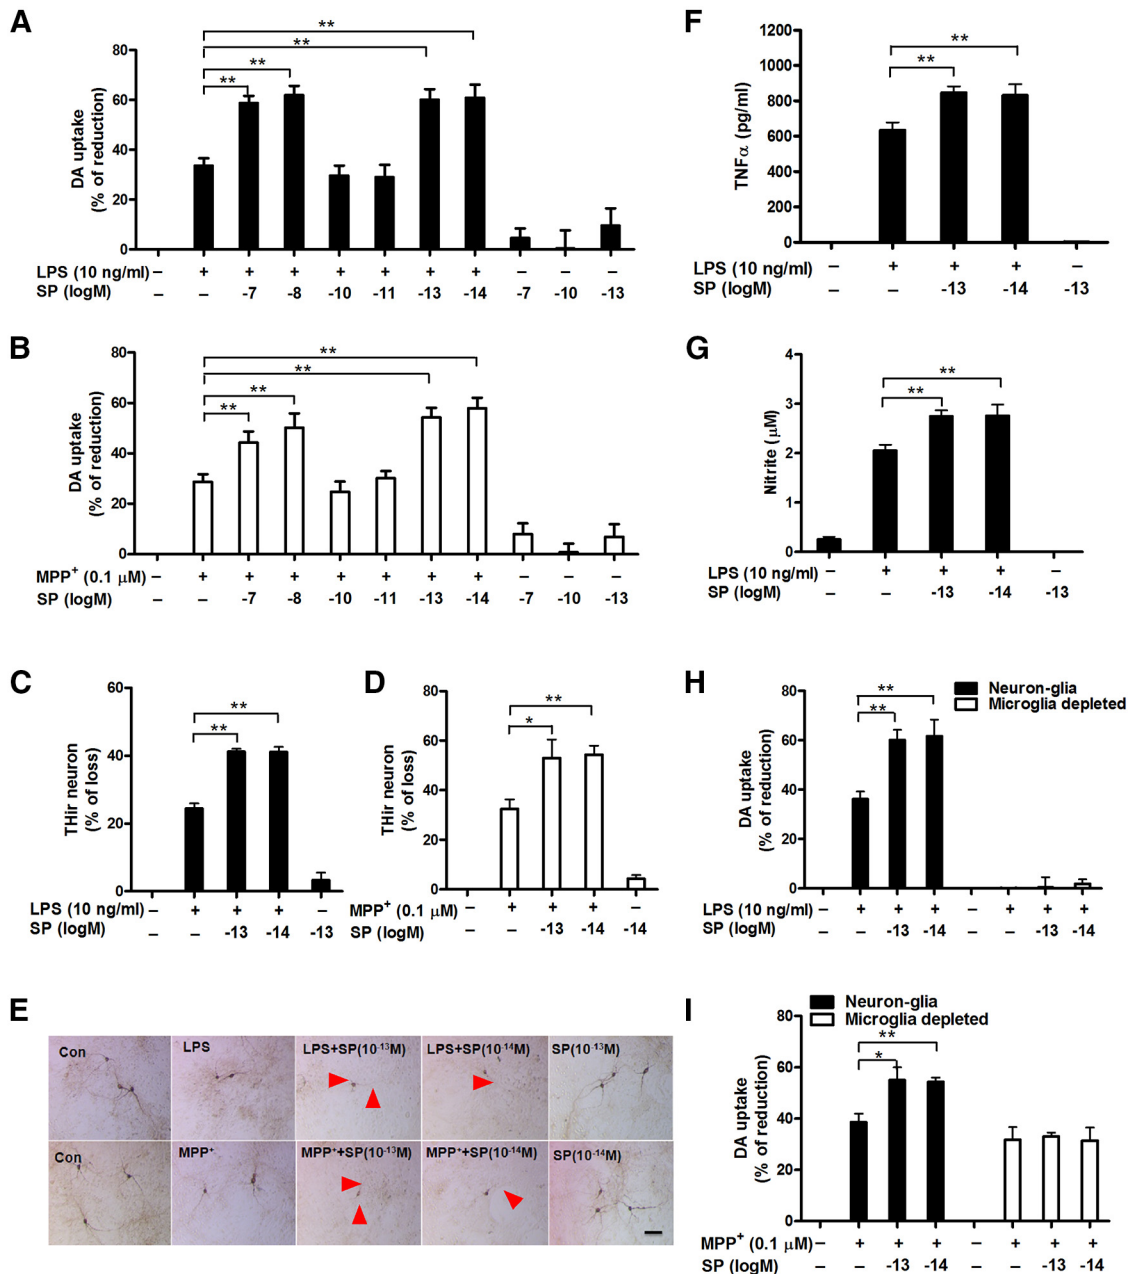 A
**
**
**
**
80
60
40
20
0
DA uptake
(% of reduction)
LPS (10 ng/ml) – + + + + + + + – – –
SP (logM) – – -7 -8 -10 -11 -13 -14 -7 -10 -13
B
**
**
**
**
80
60
40
20
0
DA uptake
(% of reduction)
MPP+ (0.1 μM) – + + + + + + + – – –
SP (logM) – – -7 -8 -10 -11 -13 -14 -7 -10 -13
C
**
**
60
40
20
0
THir neuron
(% of loss)
LPS (10 ng/ml) – + + + –
SP (logM) – – -13 -14 -13
D
**
*
80
60
40
20
0
THir neuron
(% of loss)
MPP+ (0.1 μM) – + + + –
SP (logM) – – -13 -14 -14
E
Con LPS LPS+SP(10-13M) LPS+SP(10-14M) SP(10-13M)
Con MPP+ MPP++SP(10-13M) MPP++SP(10-14M) SP(10-14M)
F
**
**
1200
1000
800
600
400
200
0
TNFα (pg/ml)
LPS (10 ng/ml) – + + + –
SP (logM) – – -13 -14 -13
G
**
**
4
3
2
1
0
Nitrite (μM)
LPS (10 ng/ml) – + + + –
SP (logM) – – -13 -14 -13
H
Neuron-glia
Microglia depleted
**
**
80
60
40
20
0
DA uptake
(% of reduction)
LPS (10 ng/ml) – + + + – + + +
SP (logM) – – -13 -14 – – -13 -14
I
Neuron-glia
Microglia depleted
**
*
80
60
40
20
0
DA uptake
(% of reduction)
MPP+ (0.1 μM) – + + + – + + +
SP (logM) – – -13 -14 – – -13 -14